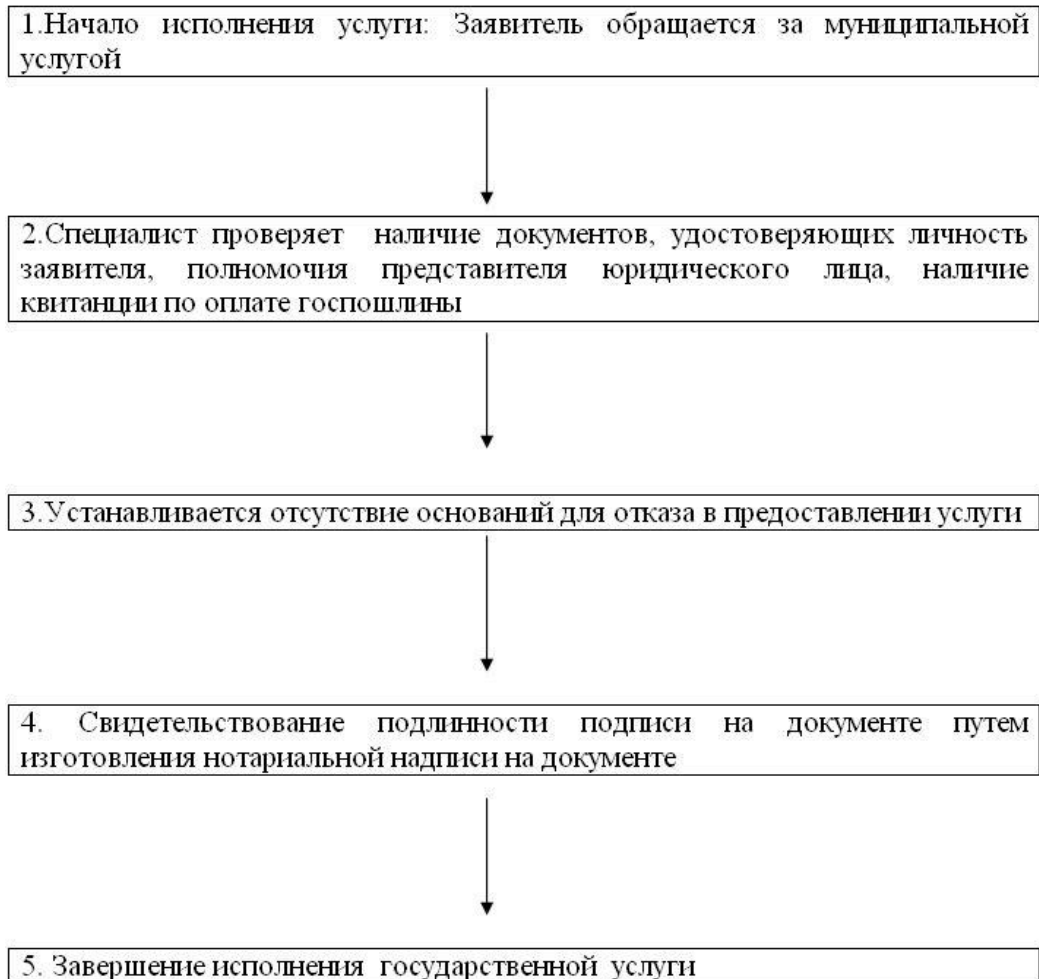 1.Начало исполнения услуги: Заявитель обращается за муниципальной
услугой
2.Специалист проверяет наличие документов, удостоверяющих личность
заявителя, полномочия представителя юридического лица, наличие
квитанции по оплате госпошлины
3.Устанавливается отсутствие оснований для отказа в предоставлении услуги
4. Свидетельствование подлинности подписи на документе путем
изготовления нотариальной надписи на документе
5. Завершение исполнения государственной услуги